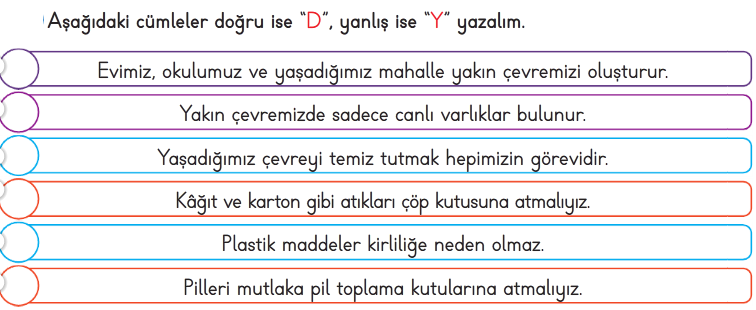 Aşağıdaki cümleler doğru ise "D", yanlış ise "Y" yazalım.
Evimiz, okulumuz ve yaşadığımız mahalle yakın çevremizi oluşturur.
Yakın çevremizde sadece canlı varlıklar bulunur.
Yaşadığımız çevreyi temiz tutmak hepimizin görevidir.
Kâğıt ve karton gibi atıkları çöp kutusuna atmalıyız.
Plastik maddeler kirliliğe neden olmaz.
Pilleri mutlaka pil toplama kutularına atmalıyız.